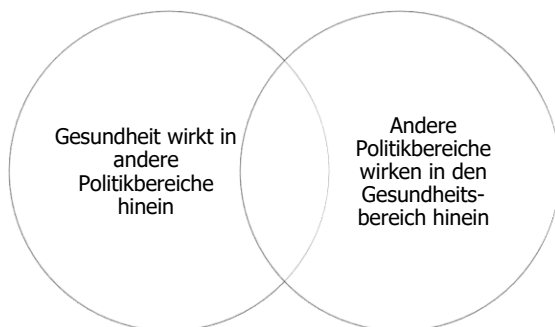 Gesundheit wirkt in
andere
Politikbereiche
hinein
Andere
Politikbereiche
wirken in den
Gesundheits-
bereich hinein